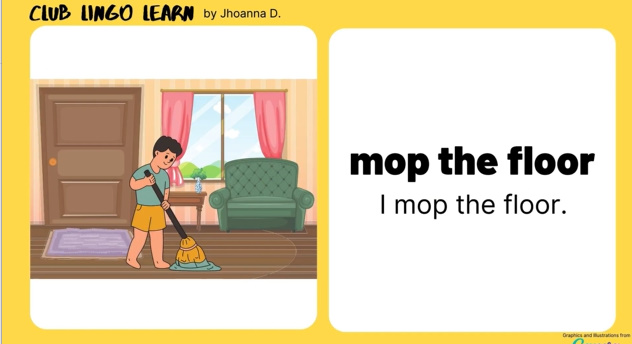 CLUB LINGO LEARN by Jhoanna D.
mop the floor
I mop the floor.
Graphics and Illustrations from